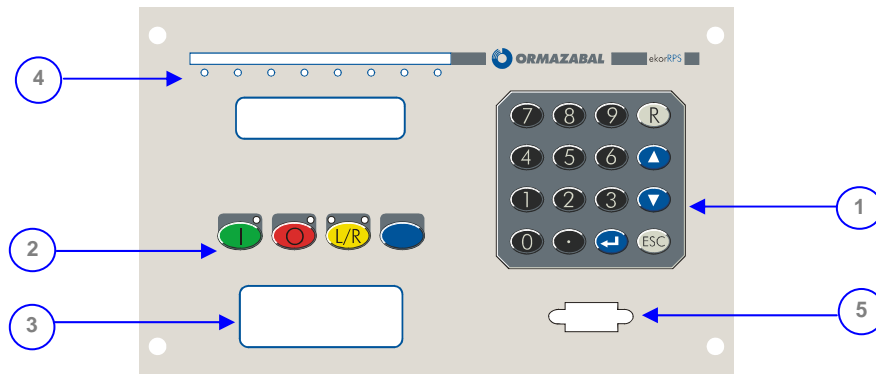 ORMAZABAL ekorRPS
4
7 8 9 R
4 5 6
1 2 3
1
I O L/R
0 . ESC
2
3
5